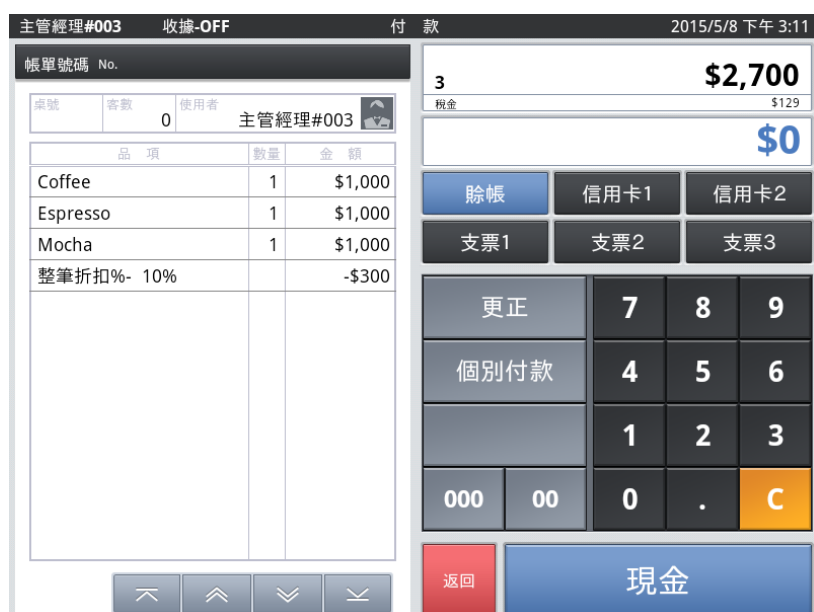 主管經理#003 收據-OFF 付 款 2015/5/8 下午 3:11
帳單號碼 No.
桌號 客數 0 使用者 主管經理#003
品 項 數量 金 額
Coffee 1 $1,000
Espresso 1 $1,000
Mocha 1 $1,000
整筆折扣%- 10% -$300
3 $2,700
稅金 $129
$0
賒帳 信用卡1 信用卡2
支票1 支票2 支票3
更正 7 8 9
個別付款 4 5 6
1 2 3
000 00 0 . C
返回 現金